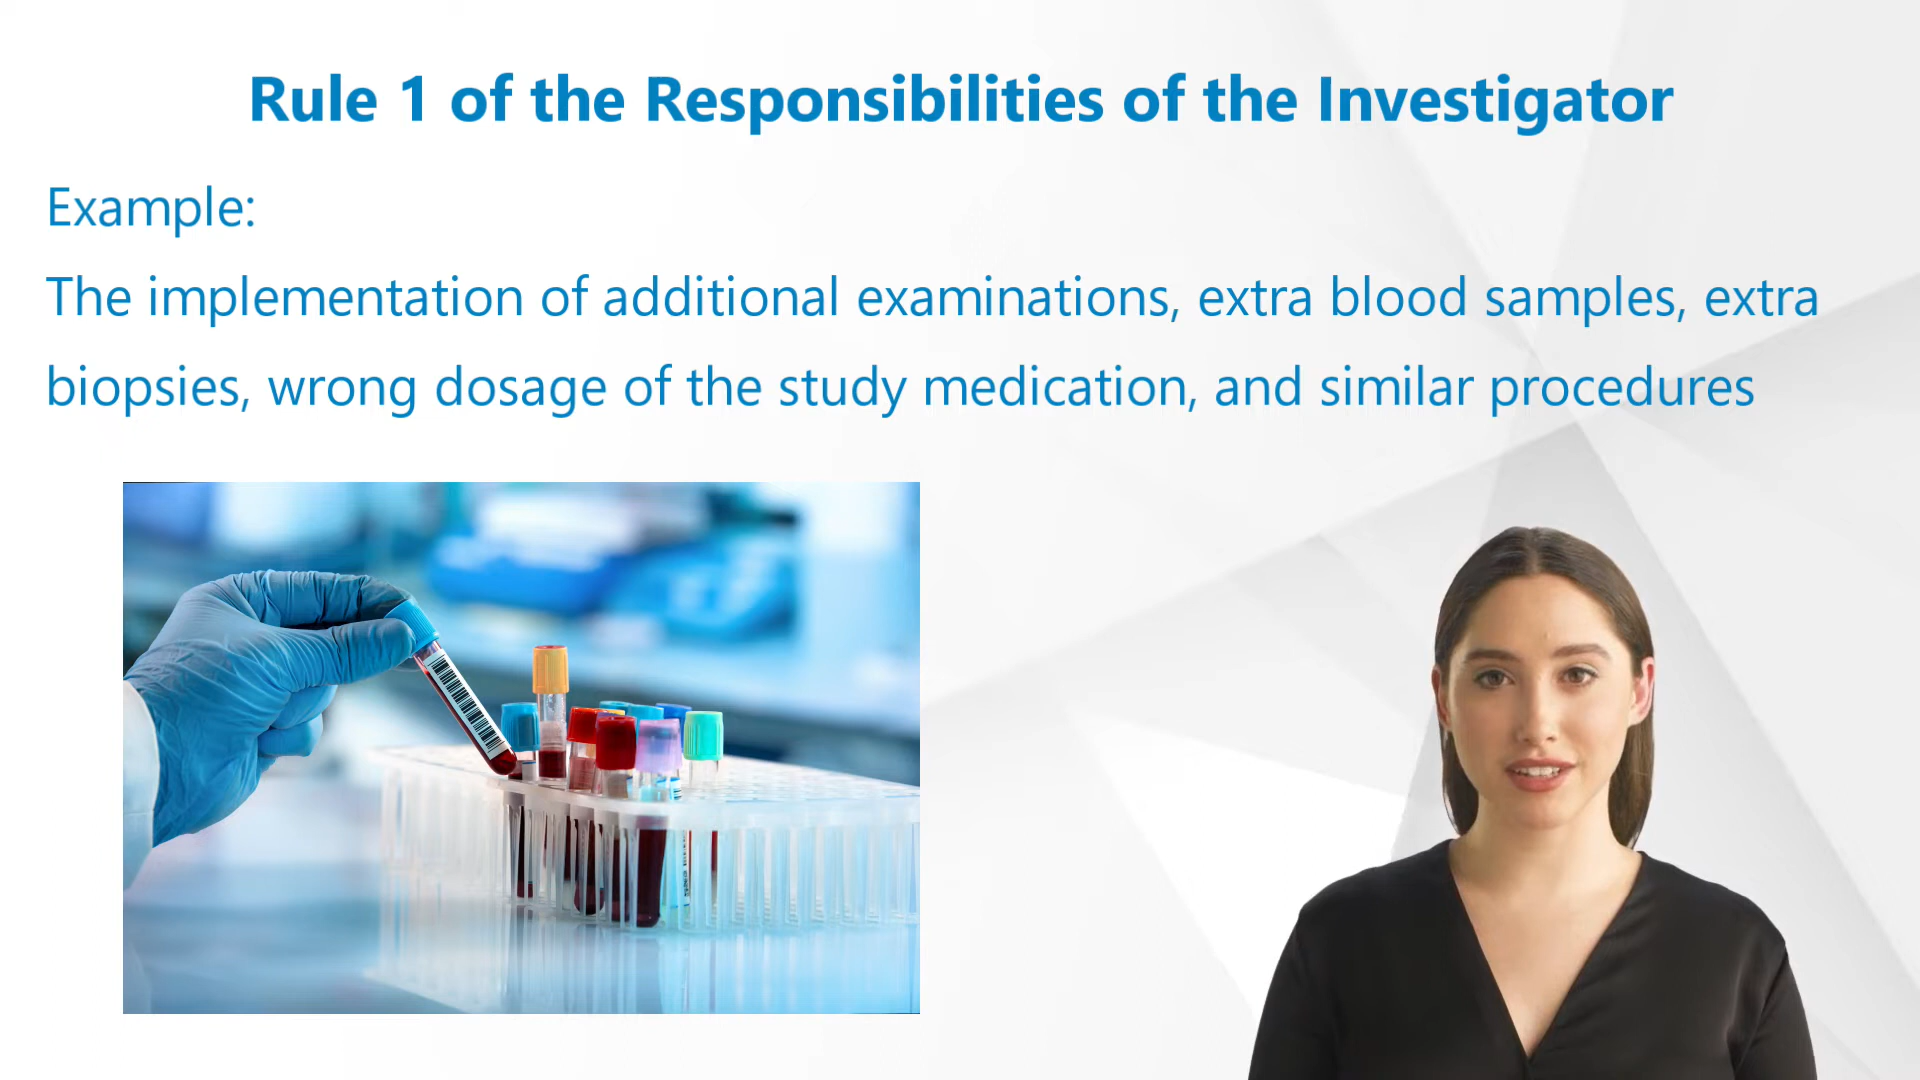 Rule 1 of the Responsibilities of the Investigator
Example:
The implementation of additional examinations, extra blood samples, extra
biopsies, wrong dosage of the study medication, and similar procedures